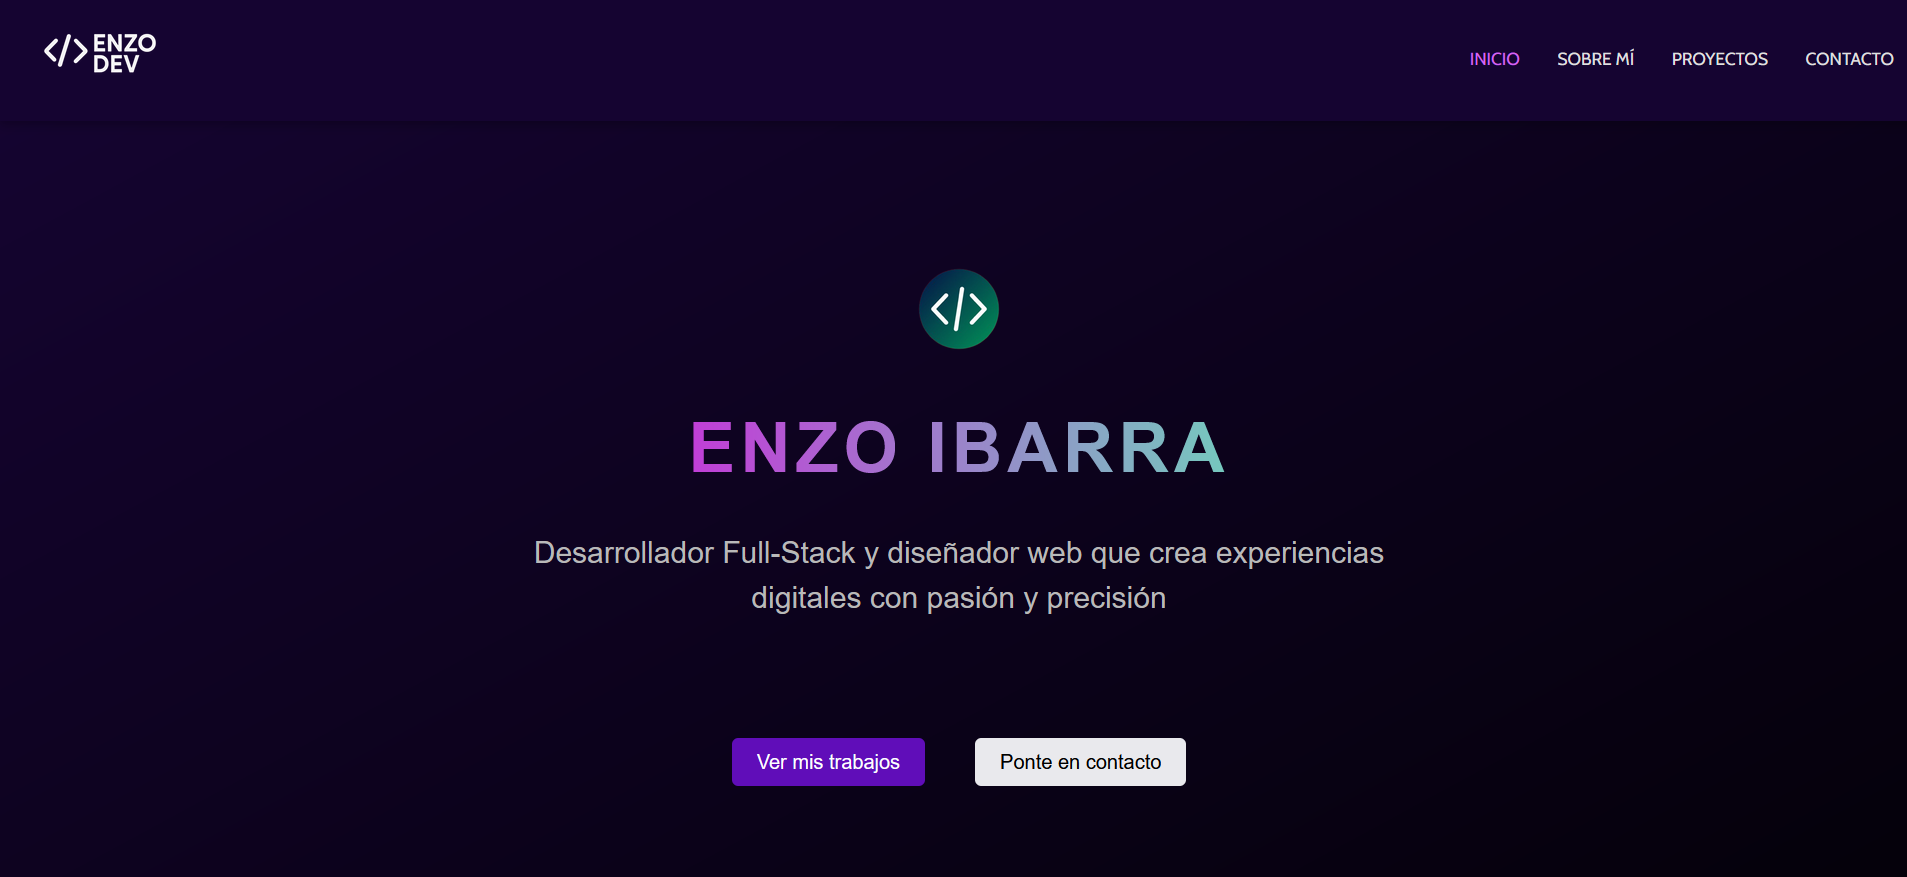 </> ENZO
DEV
INICIO SOBRE MÍ PROYECTOS CONTACTO
</>
ENZO IBARRA
Desarrollador Full-Stack y diseñador web que crea experiencias
digitales con pasión y precisión
Ver mis trabajos Ponte en contacto